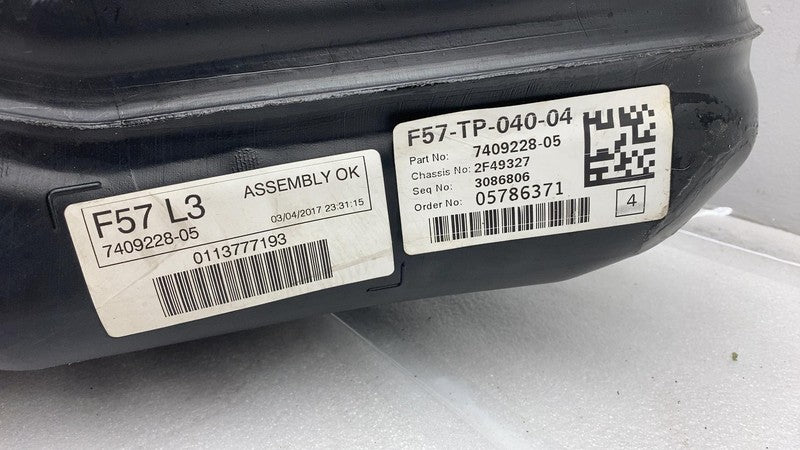 F57 L3
ASSEMBLY OK
7409228-05
03/04/2017 23:31:15
0113777193
F57-TP-040-04
Part No: 7409228-05
Chassis No: 2F49327
Seq No: 3086806
Order No: 05786371
4